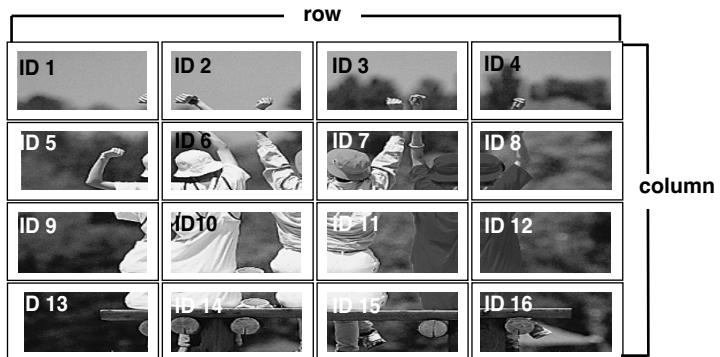 row
ID 1 ID 2 ID 3 ID 4
ID 5 ID 6 ID 7 ID 8
column
ID 9 ID10 ID 11 ID 12
D 13 ID 14 ID 15 ID 16